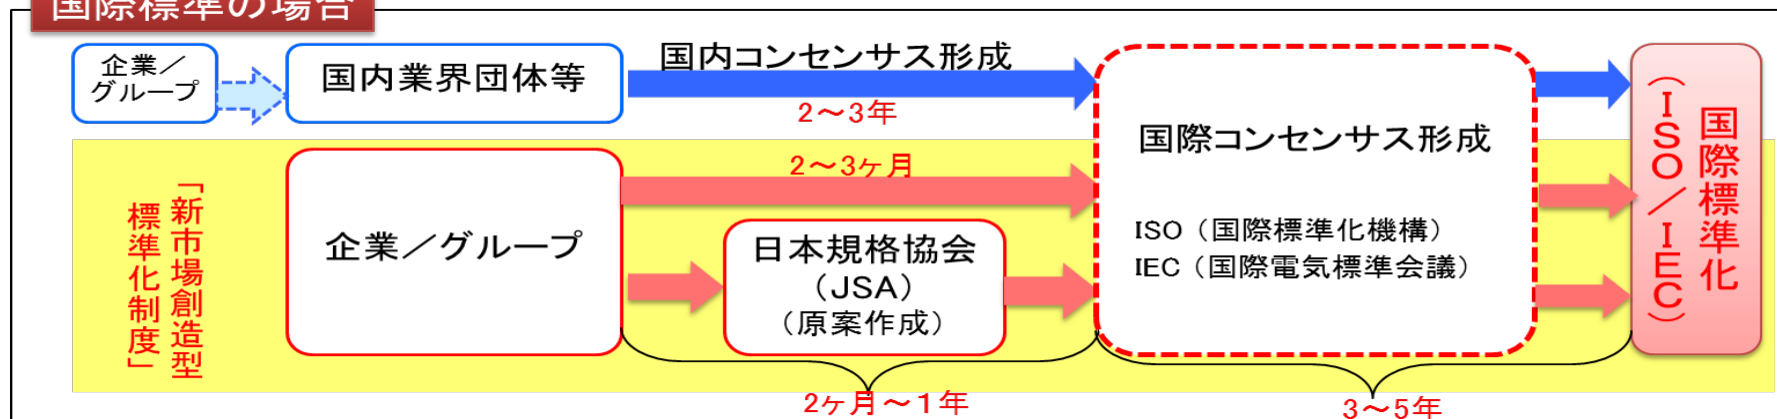 国際標準の場合
企業／
グループ
国内業界団体等
国内コンセンサス形成
2～3年
「新市場創造型
標準化制度」
企業／グループ
2～3ヶ月
日本規格協会
（JSA）
（原案作成）
2ヶ月～1年
国際コンセンサス形成
ISO（国際標準化機構）
IEC（国際電気標準会議）
3～5年
国際標準化
（ISO／IEC）